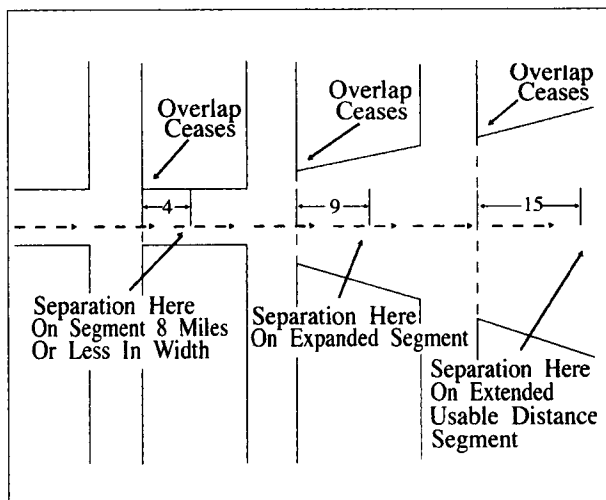 Overlap
Ceases
Overlap
Ceases
Overlap
Ceases
4
9
15
Separation Here
On Segment 8 Miles
Or Less In Width
Separation Here
On Expanded Segment
Separation Here
On Extended
Usable Distance
Segment